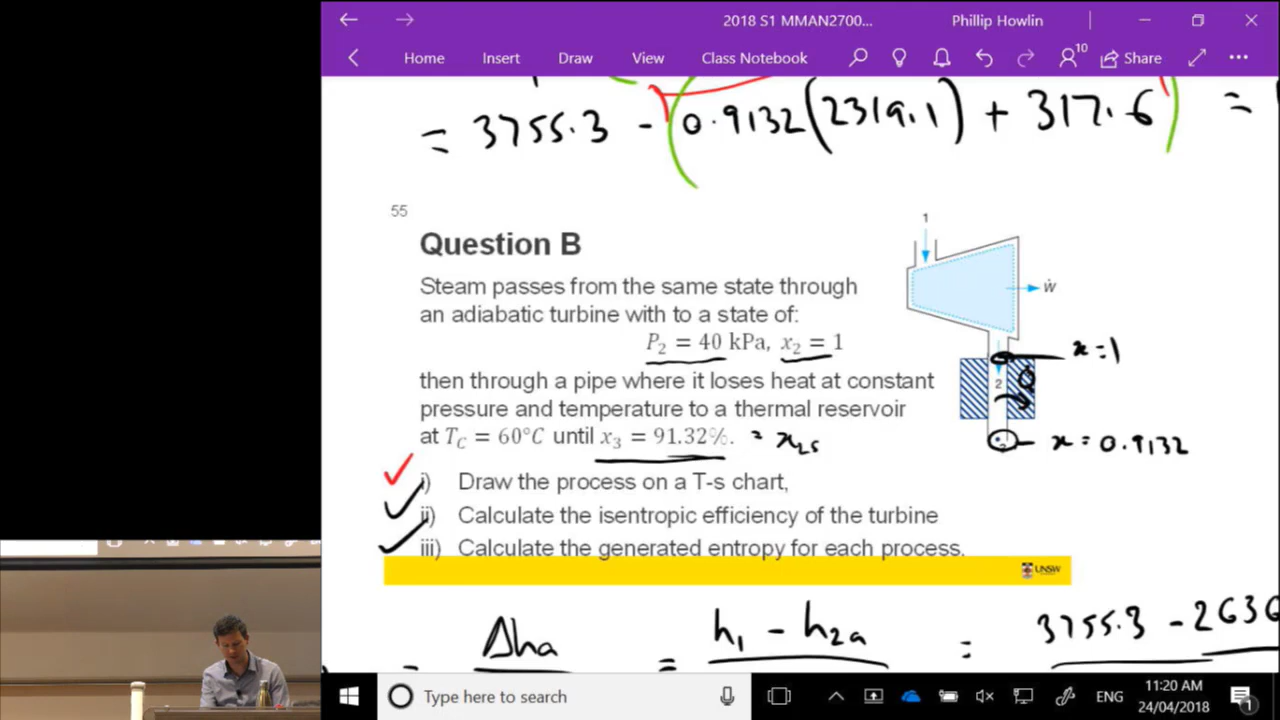 2018 S1 MMAN2700... Phillip Howlin
Home Insert Draw View Class Notebook 10 Share
= 3755.3 - (0.9132(2319.1) + 317.6) =
55
Question B
Steam passes from the same state through
an adiabatic turbine with to a state of:
P₂ = 40 kPa, x₂ = 1
then through a pipe where it loses heat at constant
pressure and temperature to a thermal reservoir
at T_C = 60°C until x₃ = 91.32%. = x₂s
i) Draw the process on a T-s chart,
ii) Calculate the isentropic efficiency of the turbine
iii) Calculate the generated entropy for each process.
1
Ẇ
x=1
2 Q
x = 0.9132
UNSW
Δha = h₁ - h₂a = 3755.3 - 2636
Type here to search
ENG
11:20 AM
24/04/2018
1